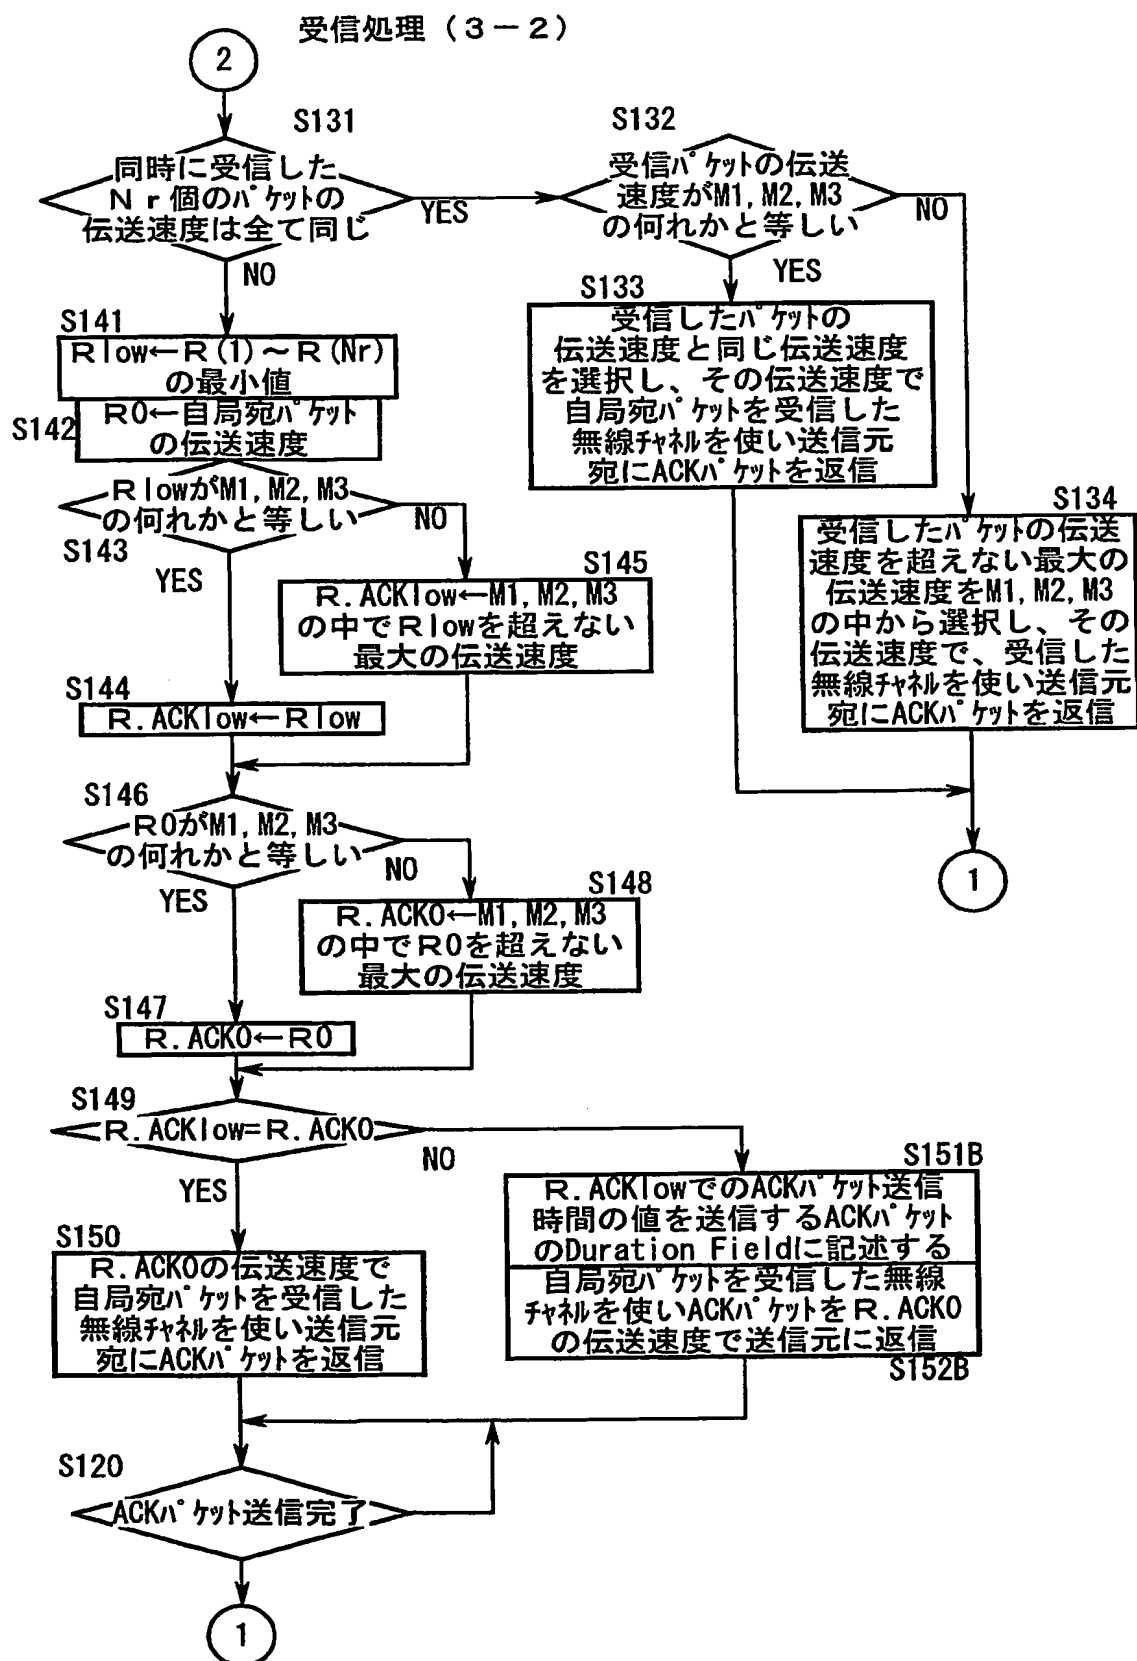 受信処理（3－2）
2
S131
同時に受信した
Nr個のパケットの
伝送速度は全て同じ
YES
NO
S132
受信パケットの伝送
速度がM1, M2, M3
の何れかと等しい
NO
YES
S133
受信したパケットの
伝送速度と同じ伝送速度
を選択し、その伝送速度で
自局宛パケットを受信した
無線チャネルを使い送信元
宛にACKパケットを返信
S134
受信したパケットの伝送
速度を超えない最大の
伝送速度をM1, M2, M3
の中から選択し、その
伝送速度で、受信した
無線チャネルを使い送信元
宛にACKパケットを返信
1
S141
Rlow←R(1)～R(Nr)
の最小値
S142
R0←自局宛パケット
の伝送速度
RlowがM1, M2, M3
の何れかと等しい
S143
NO
YES
S145
R.ACKlow←M1, M2, M3
の中でRlowを超えない
最大の伝送速度
S144
R.ACKlow←Rlow
S146
R0がM1, M2, M3
の何れかと等しい
NO
YES
S148
R.ACK0←M1, M2, M3
の中でR0を超えない
最大の伝送速度
S147
R.ACK0←R0
S149
R.ACKlow=R.ACK0
NO
YES
S150
R.ACK0の伝送速度で
自局宛パケットを受信した
無線チャネルを使い送信元
宛にACKパケットを返信
S151B
R.ACKlowでのACKパケット送信
時間の値を送信するACKパケット
のDuration Fieldに記述する
自局宛パケットを受信した無線
チャネルを使いACKパケットをR.ACK0
の伝送速度で送信元に返信
S152B
S120
ACKパケット送信完了
1